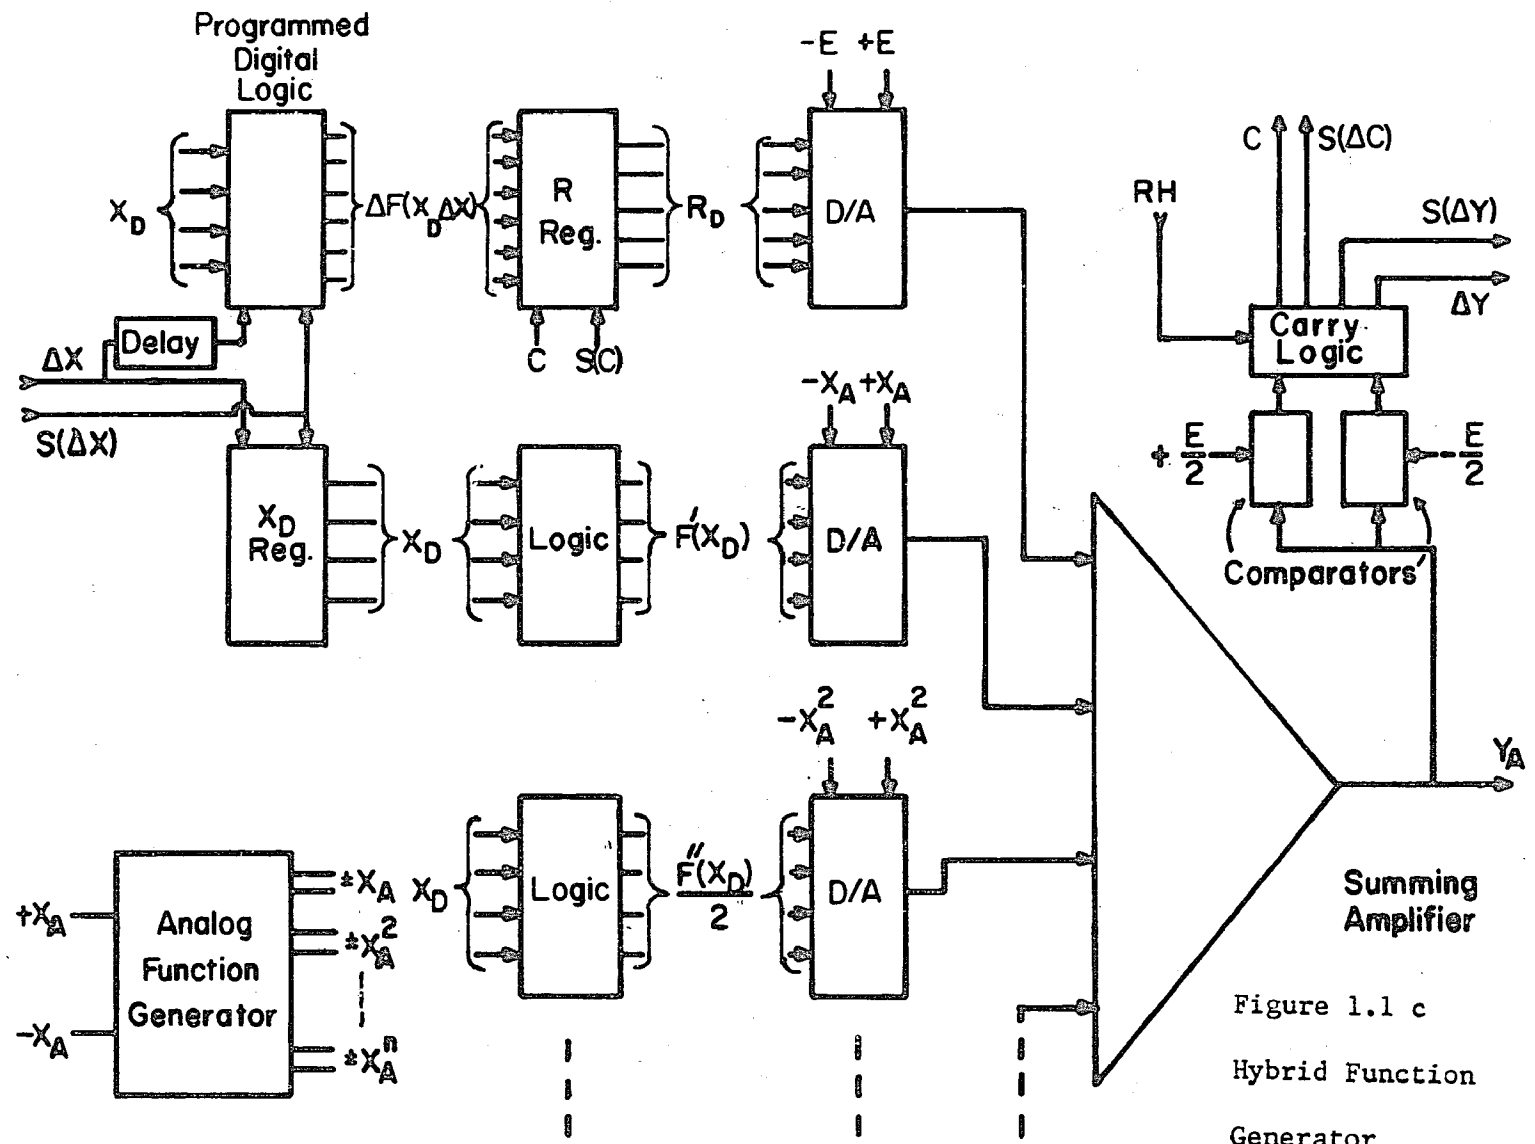 Programmed
Digital
Logic
-E +E
C S(ΔC)
RH
S(ΔY)
ΔY
X_D
ΔF(X_D ΔX)
R
Reg.
R_D
D/A
Carry
Logic
Delay
ΔX
C S(C)
S(ΔX)
-X_A +X_A
+ E/2
- E/2
Comparators
X_D
Reg.
X_D
Logic
F'(X_D)
D/A
-X_A^2 +X_A^2
Y_A
X_D
Logic
F''(X_D)/2
D/A
Summing
Amplifier
+X_A
-X_A
Analog
Function
Generator
±X_A
±X_A^2
±X_A^n
Figure 1.1 c
Hybrid Function
Generator